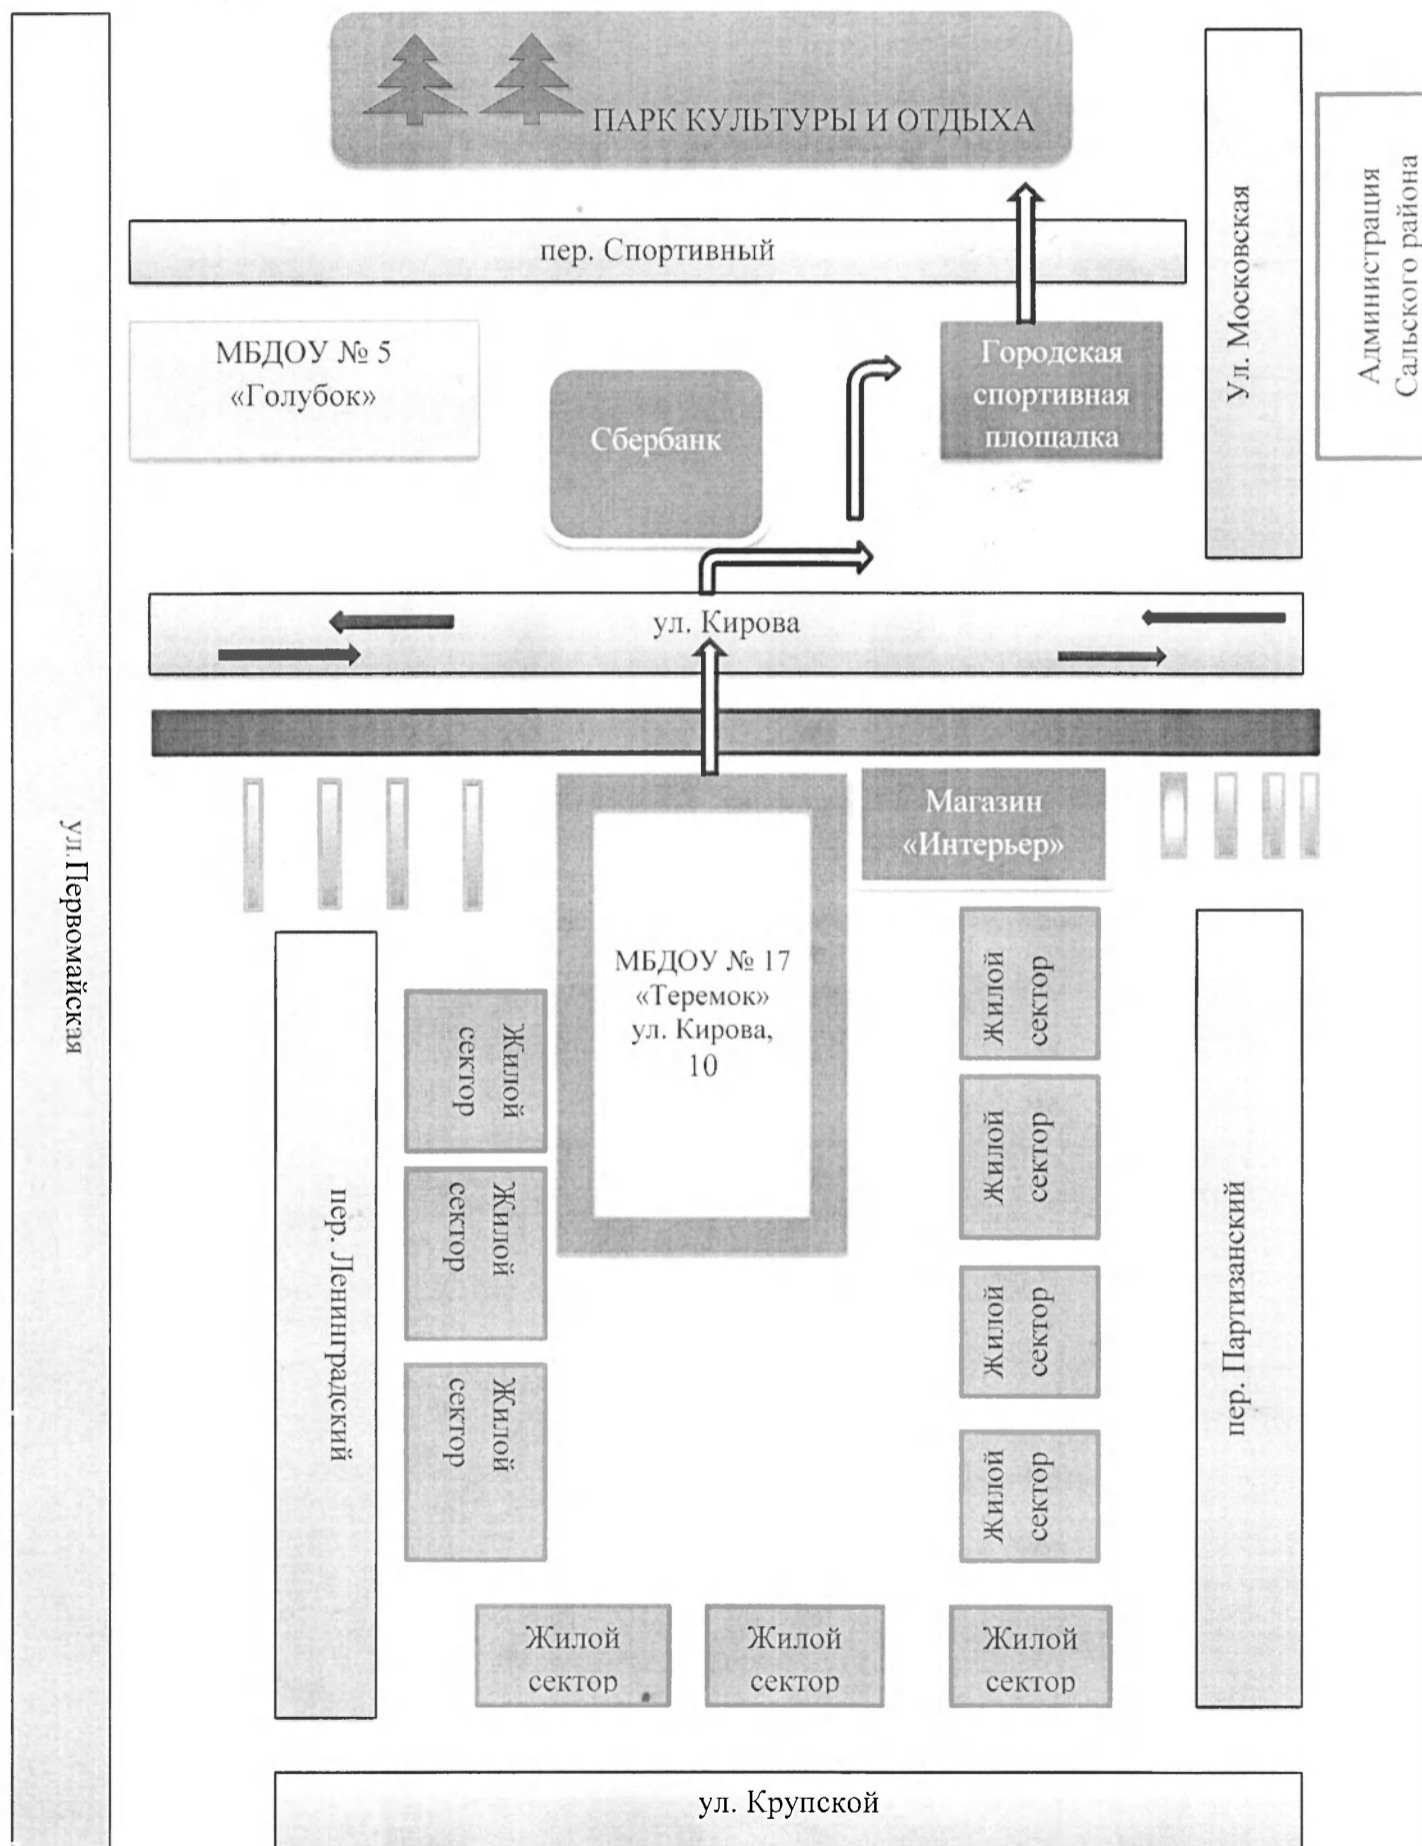 ПАРК КУЛЬТУРЫ И ОТДЫХА
пер. Спортивный
Ул. Московская
Администрация
Сальского района
МБДОУ № 5
«Голубок»
Сбербанк
Городская
спортивная
площадка
ул. Кирова
ул.Первомайская
Магазин
«Интерьер»
МБДОУ № 17
«Теремок»
ул. Кирова,
10
Жилой
сектор
Жилой
сектор
Жилой
сектор
Жилой
сектор
Жилой
сектор
Жилой
сектор
Жилой
сектор
пер. Ленинградский
пер. Партизанский
Жилой
сектор
Жилой
сектор
Жилой
сектор
ул. Крупской